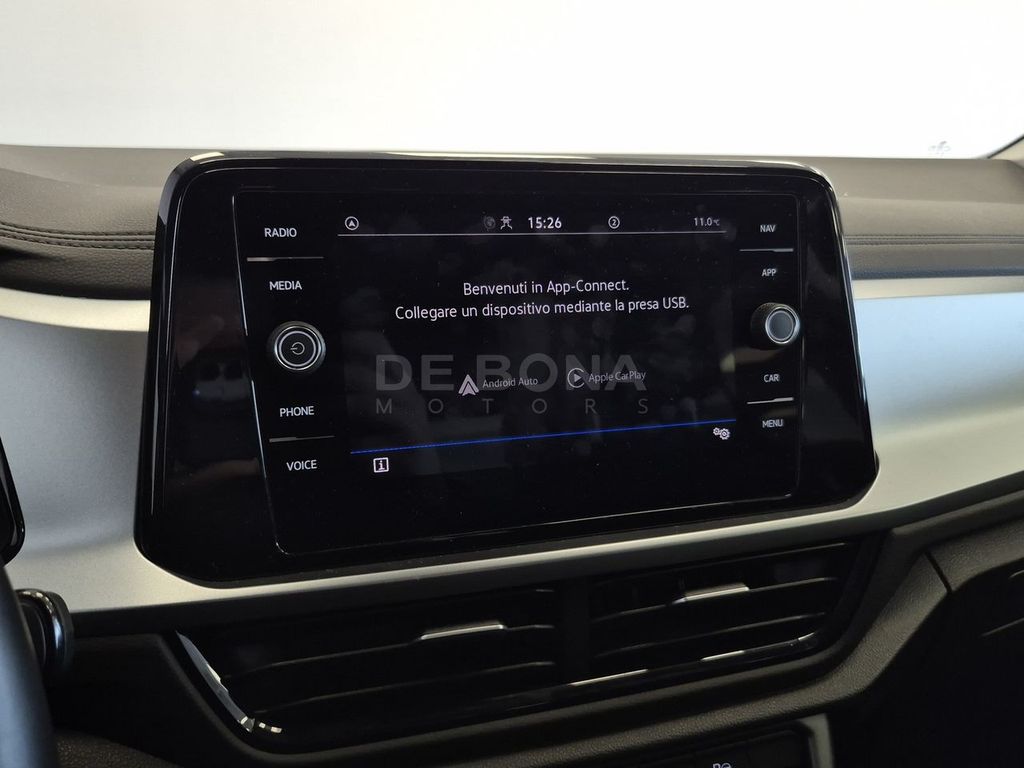 RADIO
MEDIA
PHONE
VOICE
15:26
2
11.0°C
Benvenuti in App-Connect.
Collegare un dispositivo mediante la presa USB.
Android Auto
Apple CarPlay
DE BONA
MOTORS
NAV
APP
CAR
MENU